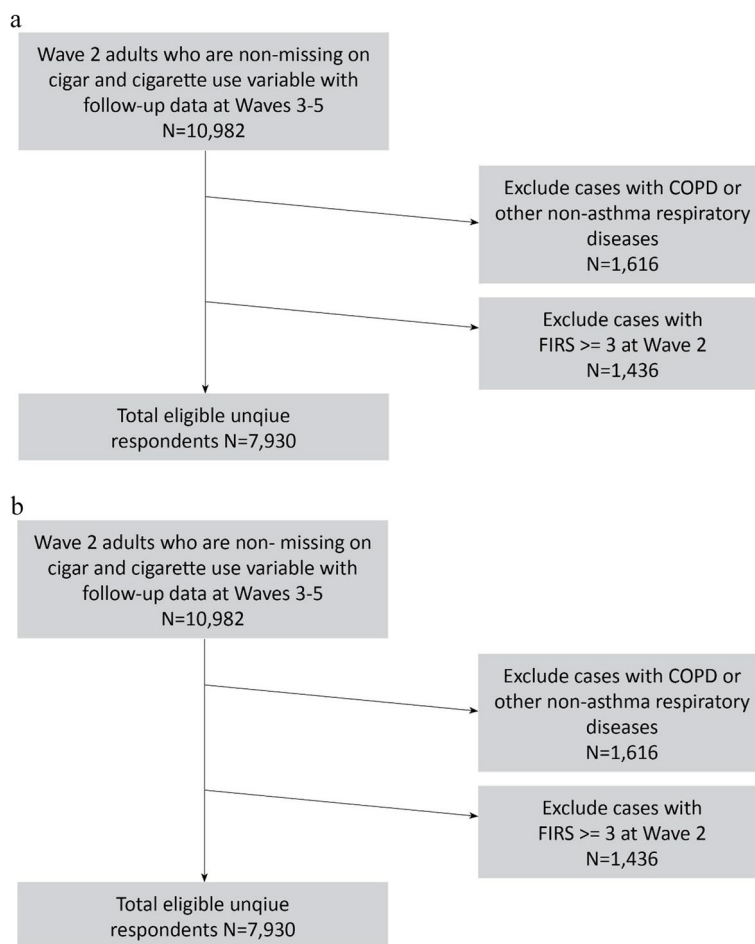 a
Wave 2 adults who are non-missing on
cigar and cigarette use variable with
follow-up data at Waves 3-5
N=10,982
Exclude cases with COPD or
other non-asthma respiratory
diseases
N=1,616
Exclude cases with
FIRS >= 3 at Wave 2
N=1,436
Total eligible unqiue
respondents N=7,930
b
Wave 2 adults who are non- missing on
cigar and cigarette use variable with
follow-up data at Waves 3-5
N=10,982
Exclude cases with COPD or
other non-asthma respiratory
diseases
N=1,616
Exclude cases with
FIRS >= 3 at Wave 2
N=1,436
Total eligible unqiue
respondents N=7,930